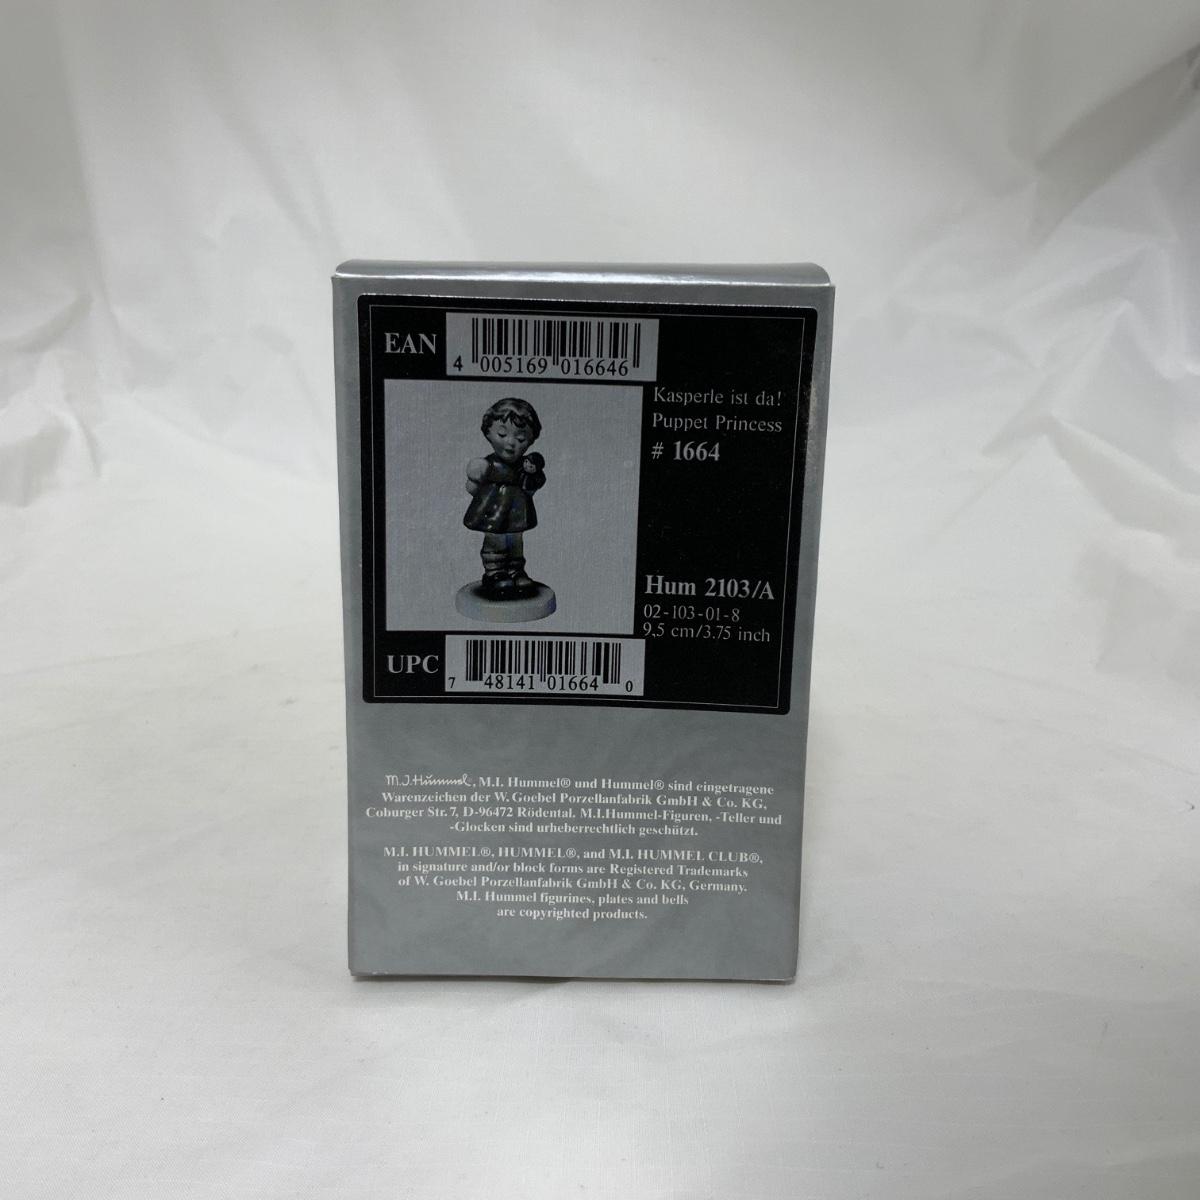 EAN
4 005169 016646
Kasperle ist da!
Puppet Princess
# 1664
Hum 2103/A
02-103-01-8
9,5 cm/3.75 inch
UPC
7 48141 01664 0
M.J.Hummel, M.I. Hummel® und Hummel® sind eingetragene
Warenzeichen der W. Goebel Porzellanfabrik GmbH & Co. KG,
Coburger Str. 7, D-96472 Rödental. M.I.Hummel-Figuren, -Teller und
-Glocken sind urheberrechtlich geschützt.
M.I. HUMMEL®, HUMMEL®, and M.I. HUMMEL CLUB®,
in signature and/or block forms are Registered Trademarks
of W. Goebel Porzellanfabrik GmbH & Co. KG, Germany.
M.I. Hummel figurines, plates and bells
are copyrighted products.